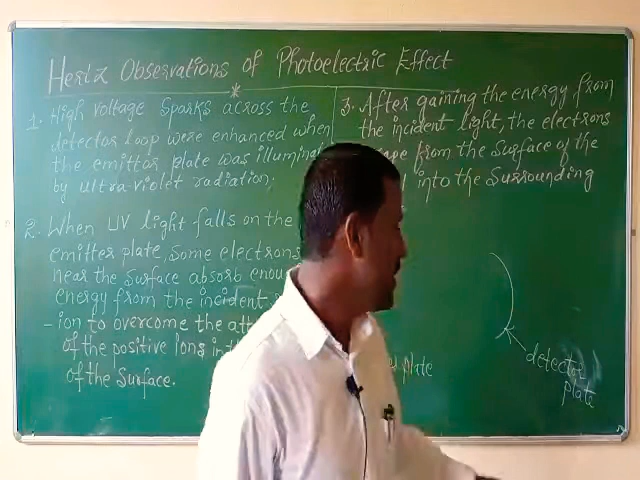 Hertz Observations of Photoelectric Effect
1. High voltage sparks across the
detector loop were enhanced when
the emittor plate was illuminat
by ultra-violet radiation.
2. When UV light falls on the
emitter plate, some electrons
near the surface absorb enou
energy from the incident
-ion to overcome the att
of the positive ions in th
of the surface.
3. After gaining the energy from
the incident light, the electrons
from the surface of the
into the surrounding
plate
detector
plate